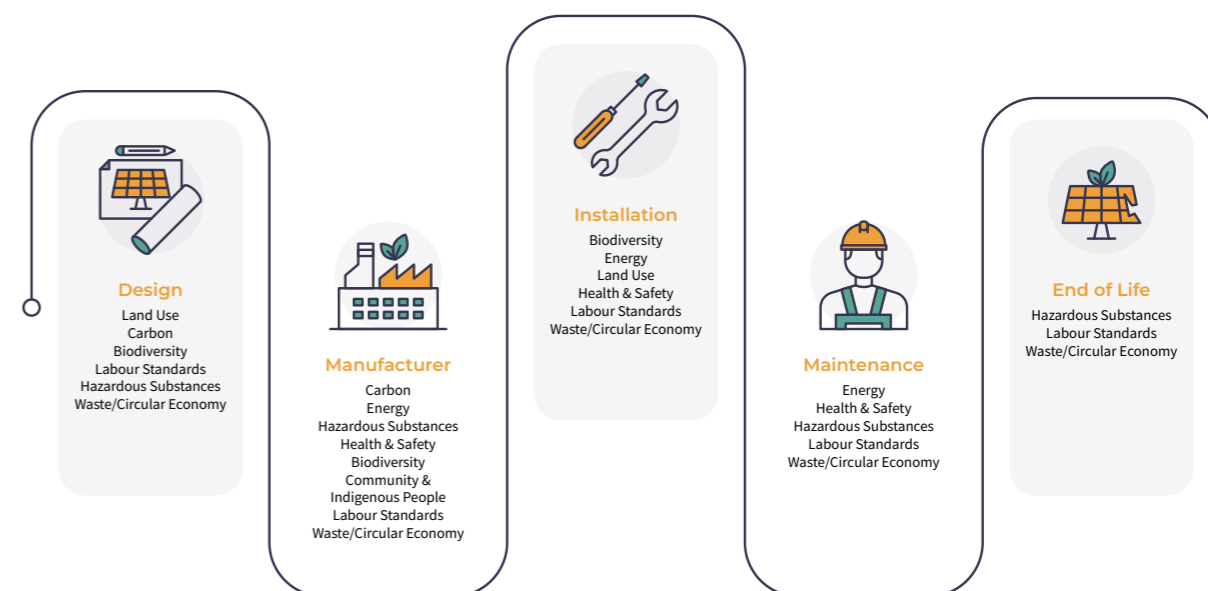 Design
Land Use
Carbon
Biodiversity
Labour Standards
Hazardous Substances
Waste/Circular Economy
Manufacturer
Carbon
Energy
Hazardous Substances
Health & Safety
Biodiversity
Community &
Indigenous People
Labour Standards
Waste/Circular Economy
Installation
Biodiversity
Energy
Land Use
Health & Safety
Labour Standards
Waste/Circular Economy
Maintenance
Energy
Health & Safety
Hazardous Substances
Labour Standards
Waste/Circular Economy
End of Life
Hazardous Substances
Labour Standards
Waste/Circular Economy